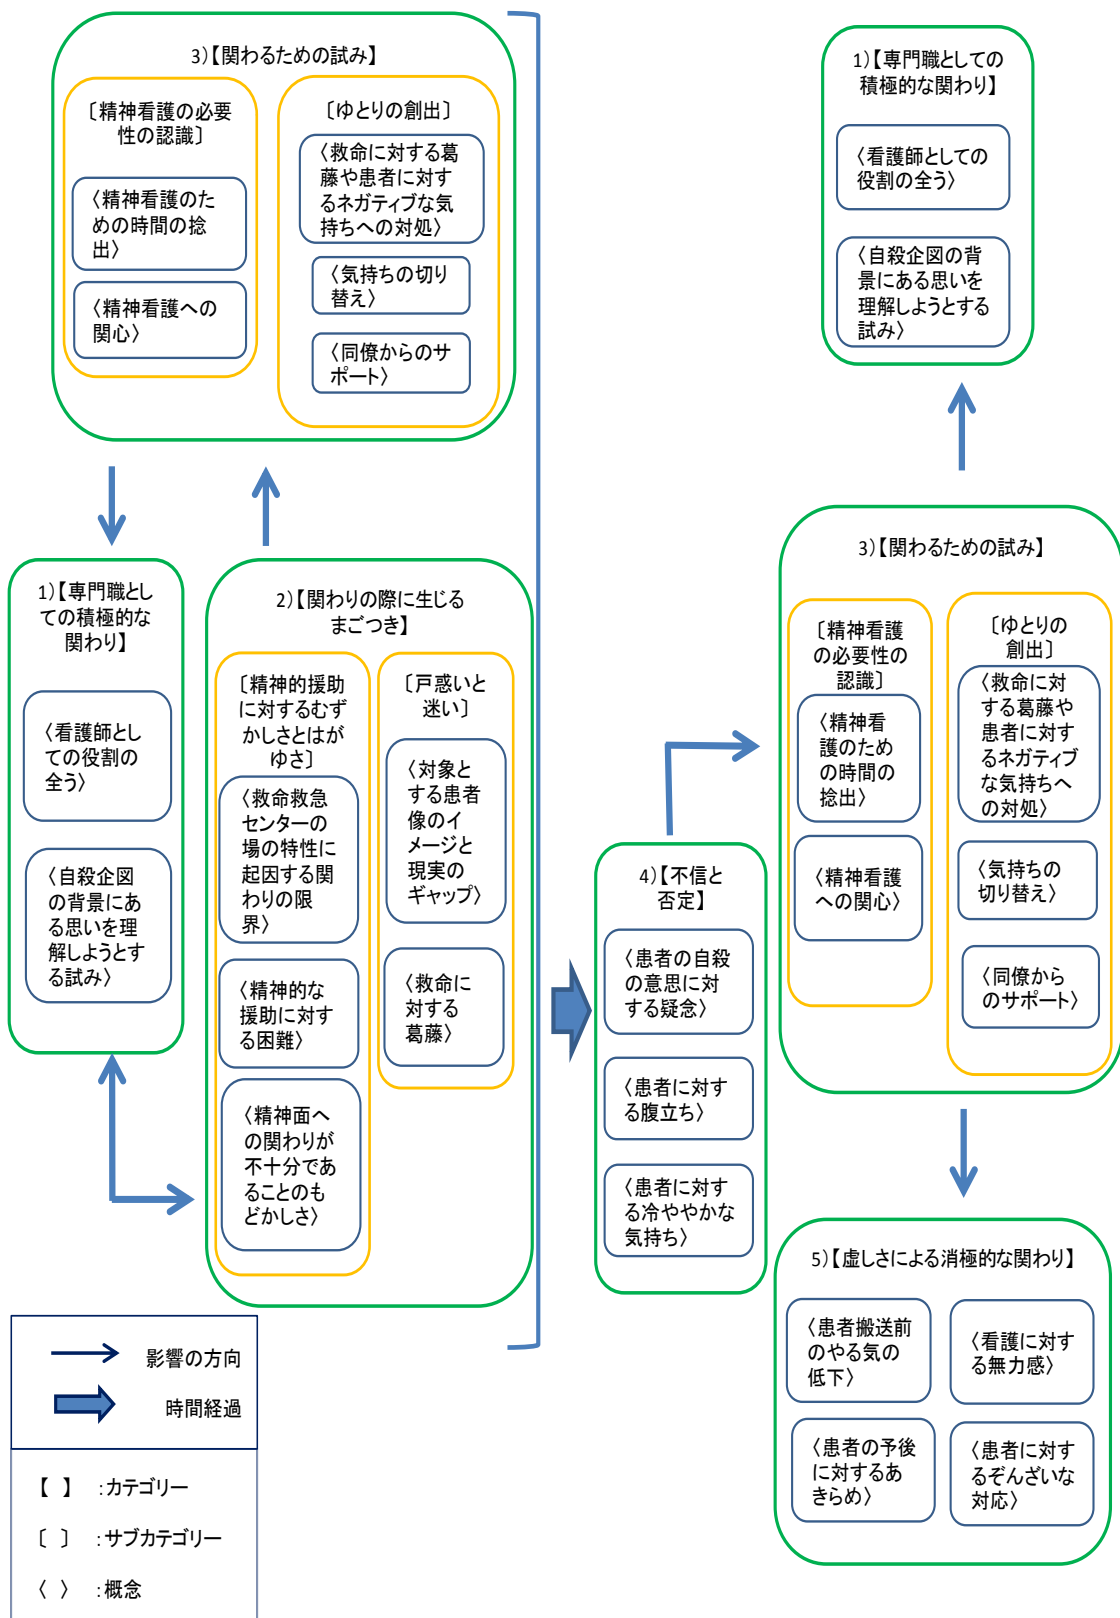 3)【関わるための試み】
〔精神看護の必要
性の認識〕
〈精神看護のた
めの時間の捻
出〉
〈精神看護への
関心〉
〔ゆとりの創出〕
〈救命に対する葛
藤や患者に対す
るネガティブな気
持ちへの対処〉
〈気持ちの切り
替え〉
〈同僚からのサ
ポート〉
1)【専門職とし
ての積極的な
関わり】
〈看護師とし
ての役割の
全う〉
〈自殺企図
の背景にあ
る思いを理
解しようとす
る試み〉
2)【関わりの際に生じる
まごつき】
〔精神的援助
に対するむず
かしさとはが
ゆさ〕
〈救命救急
センターの
場の特性に
起因する関
わりの限
界〉
〈精神的な
援助に対す
る困難〉
〈精神面へ
の関わりが
不十分であ
ることのも
どかしさ〉
〔戸惑いと
迷い〕
〈対象と
する患者
像のイ
メージと
現実の
ギャップ〉
〈救命に
対する
葛藤〉
4)【不信と
否定】
〈患者の自殺
の意思に対
する疑念〉
〈患者に対す
る腹立ち〉
〈患者に対す
る冷ややかな
気持ち〉
1)【専門職としての
積極的な関わり】
〈看護師としての
役割の全う〉
〈自殺企図の背
景にある思いを
理解しようとする
試み〉
3)【関わるための試み】
〔精神看護
の必要性の
認識〕
〈精神看
護のため
の時間の
捻出〉
〈精神看護
への関心〉
〔ゆとりの
創出〕
〈救命に対
する葛藤や
患者に対す
るネガティブ
な気持ちへ
の対処〉
〈気持ちの
切り替え〉
〈同僚から
のサポート〉
5)【虚しさによる消極的な関わり】
〈患者搬送前
のやる気の
低下〉
〈看護に対す
る無力感〉
〈患者の予後
に対するあ
きらめ〉
〈患者に対す
るぞんざいな
対応〉
影響の方向
時間経過
【 】 :カテゴリー
〔 〕 :サブカテゴリー
〈 〉 :概念